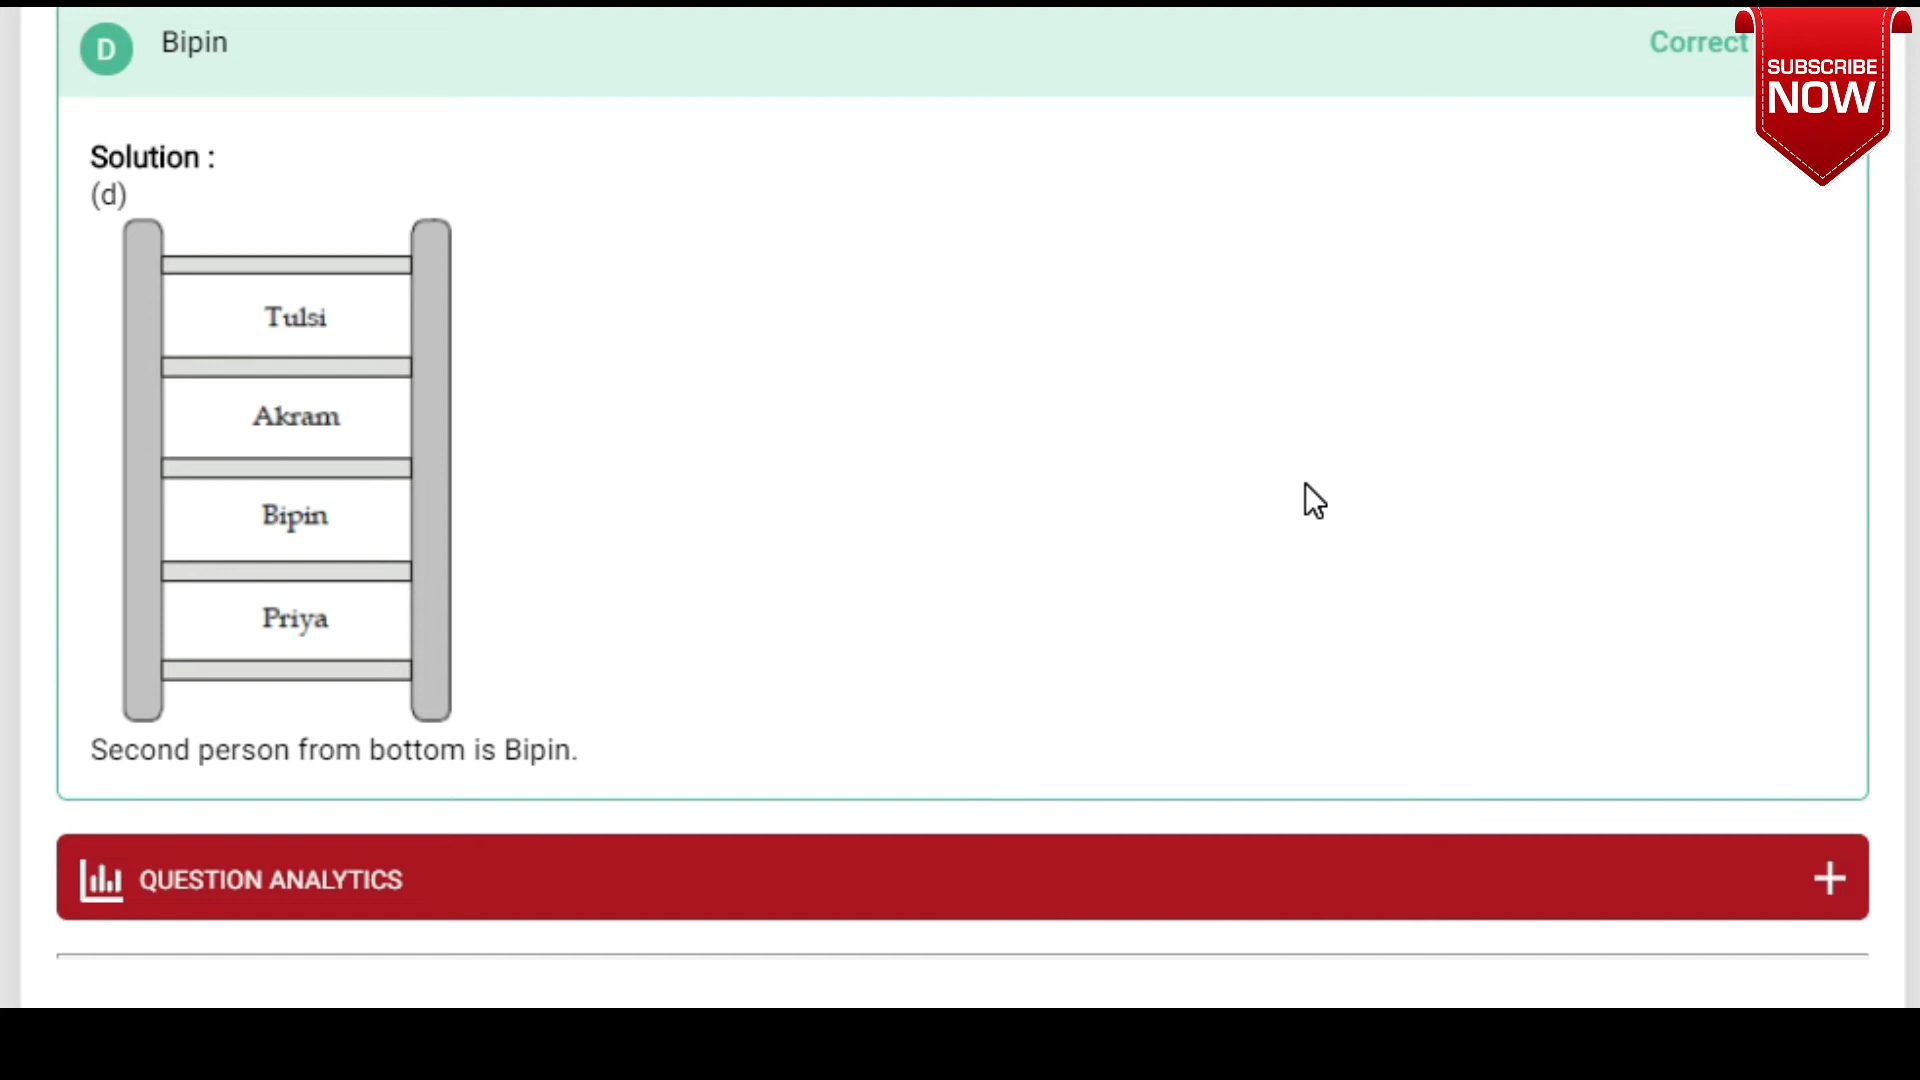 D Bipin Correct
SUBSCRIBE
NOW
Solution :
(d)
Tulsi
Akram
Bipin
Priya
Second person from bottom is Bipin.
QUESTION ANALYTICS +